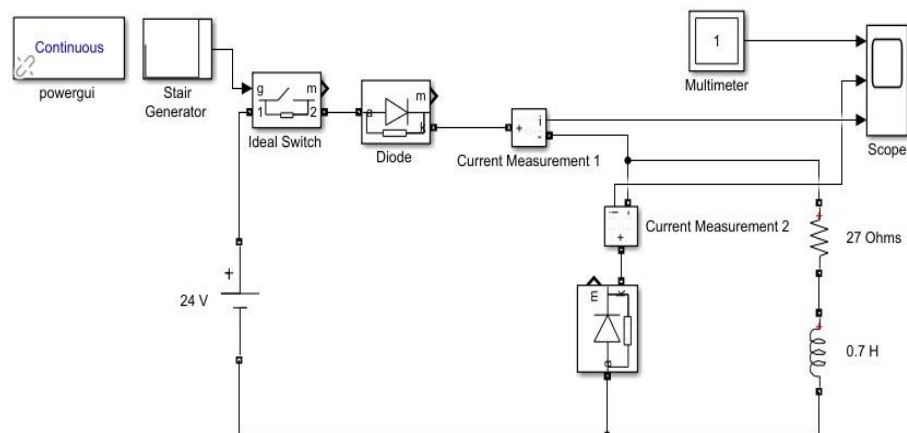 Continuous
powergui
Stair
Generator
g
m
1
2
Ideal Switch
a
m
k
Diode
+
i
-
Current Measurement 1
1
Multimeter
Scope
-
i
+
Current Measurement 2
m
k
a
+
27 Ohms
+
0.7 H
+
24 V